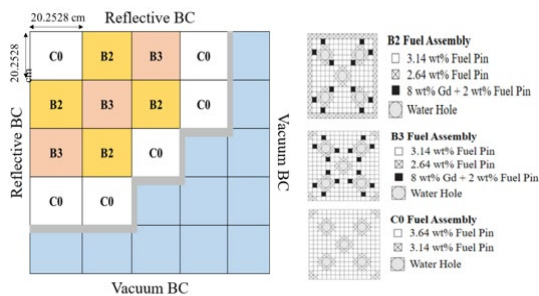 20.2528 cm
Reflective BC
20.2528
cm
C0 B2 B3 C0
B2 B3 B2 C0
B3 B2 C0
C0 C0
Reflective BC
Vacuum BC
Vacuum BC
B2 Fuel Assembly
3.14 wt% Fuel Pin
2.64 wt% Fuel Pin
8 wt% Gd + 2 wt% Fuel Pin
Water Hole
B3 Fuel Assembly
3.14 wt% Fuel Pin
2.64 wt% Fuel Pin
8 wt% Gd + 2 wt% Fuel Pin
Water Hole
C0 Fuel Assembly
3.64 wt% Fuel Pin
3.14 wt% Fuel Pin
Water Hole